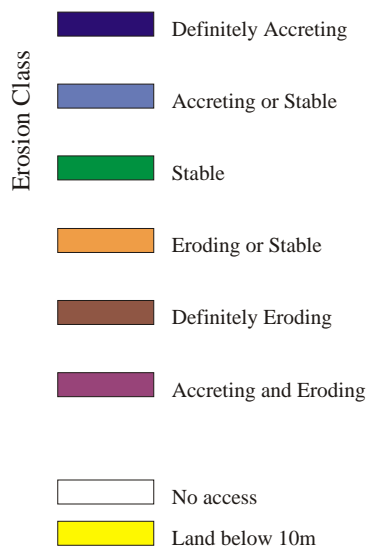 Erosion Class
Definitely Accreting
Accreting or Stable
Stable
Eroding or Stable
Definitely Eroding
Accreting and Eroding
No access
Land below 10m